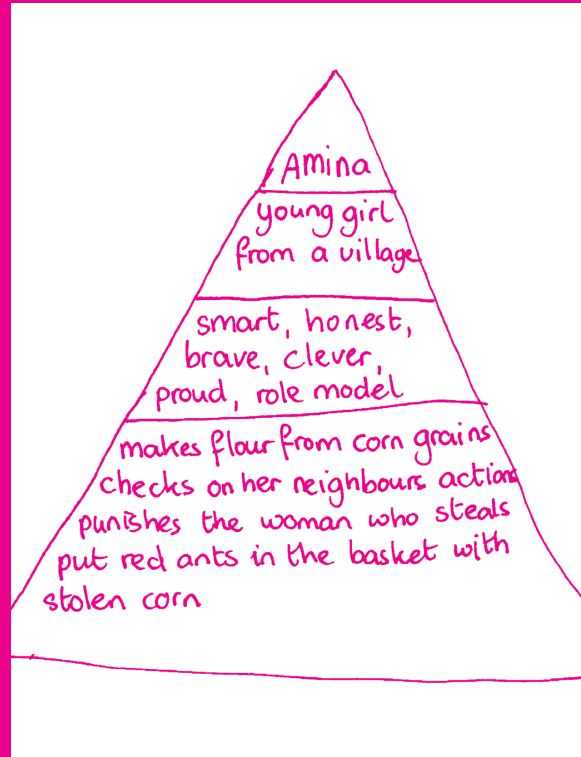 Amina
young girl
from a village
smart, honest,
brave, clever,
proud, role model
makes flour from corn grains
checks on her neighbours actions
punishes the woman who steals
put red ants in the basket with
stolen corn